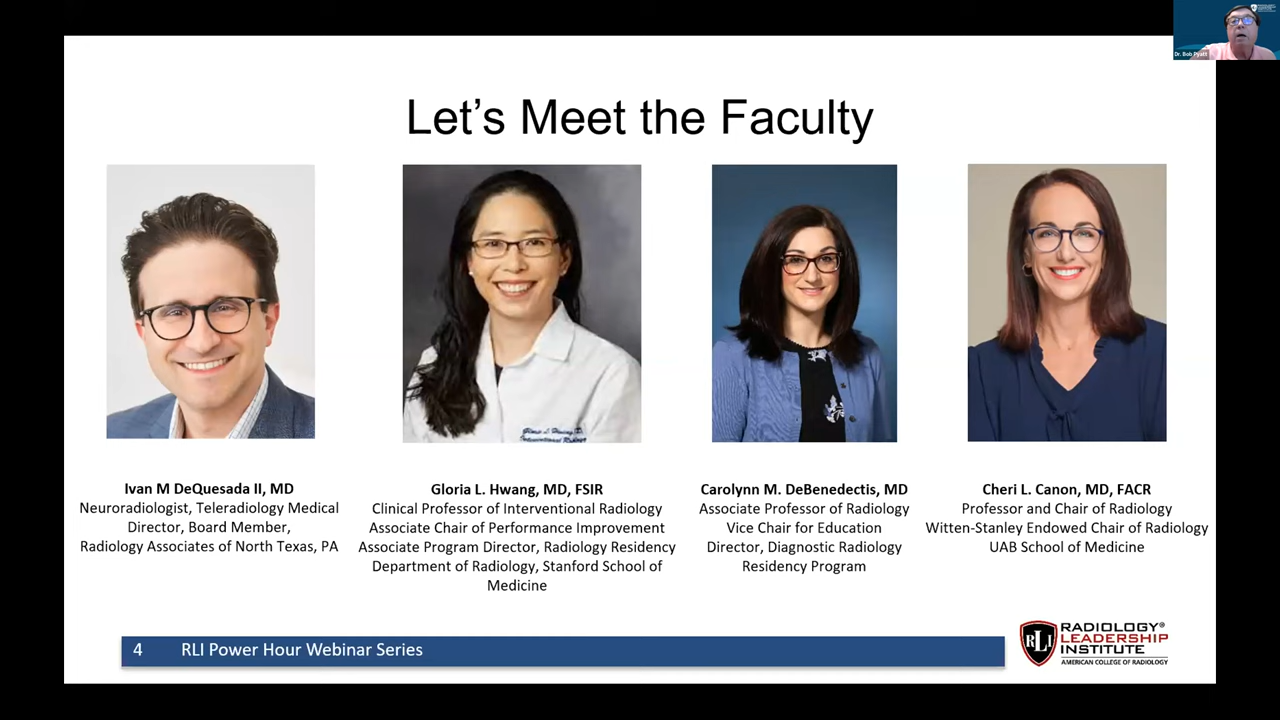 Dr. Bob Pyatt
Let's Meet the Faculty
Ivan M DeQuesada II, MD
Neuroradiologist, Teleradiology Medical
Director, Board Member,
Radiology Associates of North Texas, PA
Gloria L. Hwang, MD, FSIR
Clinical Professor of Interventional Radiology
Associate Chair of Performance Improvement
Associate Program Director, Radiology Residency
Department of Radiology, Stanford School of
Medicine
Carolynn M. DeBenedectis, MD
Associate Professor of Radiology
Vice Chair for Education
Director, Diagnostic Radiology
Residency Program
Cheri L. Canon, MD, FACR
Professor and Chair of Radiology
Witten-Stanley Endowed Chair of Radiology
UAB School of Medicine
4 RLI Power Hour Webinar Series
RLI
RADIOLOGY®
LEADERSHIP
INSTITUTE
AMERICAN COLLEGE OF RADIOLOGY